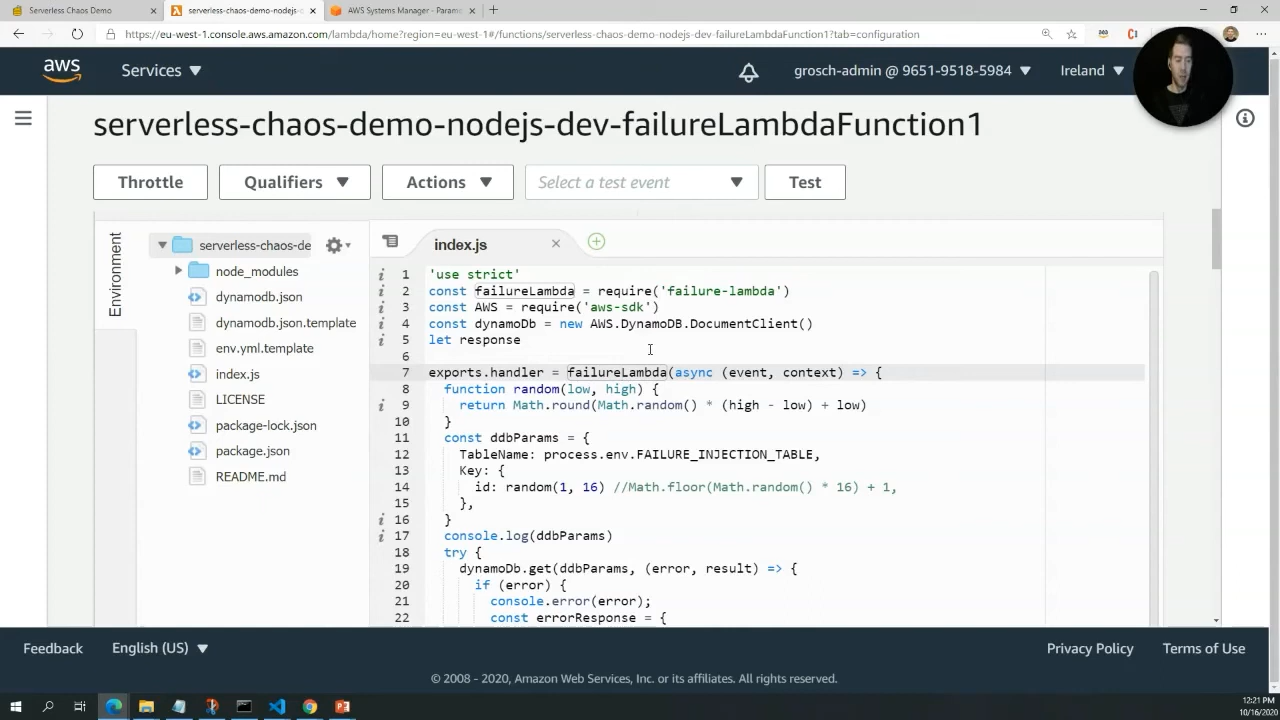 Serverless Chaos Demo
serverless-chaos-demo-nodejs-d
AWS Systems Manager - Paramc
https://eu-west-1.console.aws.amazon.com/lambda/home?region=eu-west-1#/functions/serverless-chaos-demo-nodejs-dev-failureLambdaFunction1?tab=configuration
aws
Services
grosch-admin @ 9651-9518-5984
Ireland
serverless-chaos-demo-nodejs-dev-failureLambdaFunction1
Throttle
Qualifiers
Actions
Select a test event
Test
Environment
serverless-chaos-de
node_modules
dynamodb.json
dynamodb.json.template
env.yml.template
index.js
LICENSE
package-lock.json
package.json
README.md
index.js
1 'use strict'
2 const failureLambda = require('failure-lambda')
3 const AWS = require('aws-sdk')
4 const dynamoDb = new AWS.DynamoDB.DocumentClient()
5 let response
6
7 exports.handler = failureLambda(async (event, context) => {
8 function random(low, high) {
9 return Math.round(Math.random() * (high - low) + low)
10 }
11 const ddbParams = {
12 TableName: process.env.FAILURE_INJECTION_TABLE,
13 Key: {
14 id: random(1, 16) //Math.floor(Math.random() * 16) + 1,
15 },
16 }
17 console.log(ddbParams)
18 try {
19 dynamoDb.get(ddbParams, (error, result) => {
20 if (error) {
21 console.error(error);
22 const errorResponse = {
Feedback
English (US)
Privacy Policy
Terms of Use
© 2008 - 2020, Amazon Web Services, Inc. or its affiliates. All rights reserved.
12:21 PM
10/16/2020